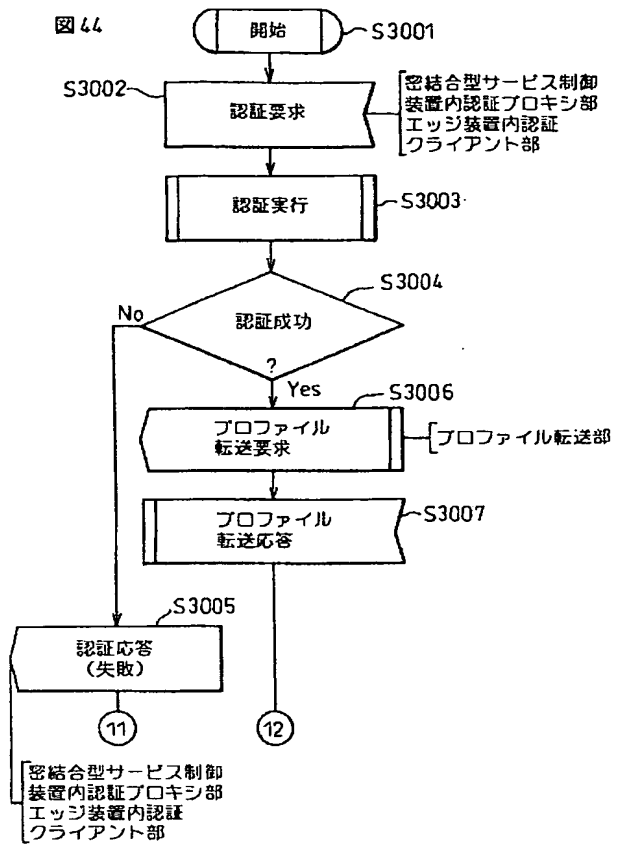 図44
開始
S3001
S3002
認証要求
密結合型サービス制御
装置内認証プロキシ部
エッジ装置内認証
クライアント部
認証実行
S3003
S3004
認証成功
?
No
Yes
S3006
プロファイル
転送要求
プロファイル転送部
プロファイル
転送応答
S3007
S3005
認証応答
(失敗)
11
12
密結合型サービス制御
装置内認証プロキシ部
エッジ装置内認証
クライアント部